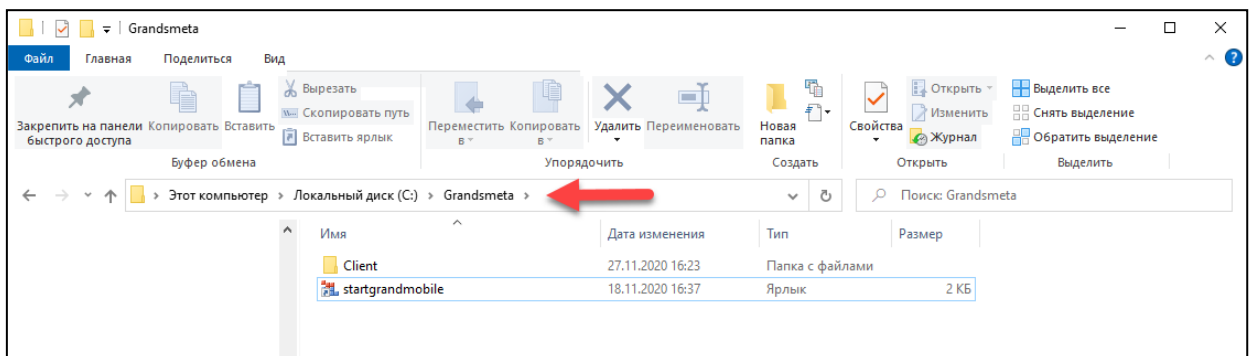 Grandsmeta
Файл Главная Поделиться Вид
Закрепить на панели быстрого доступа
Копировать
Вставить
Вырезать
Скопировать путь
Вставить ярлык
Буфер обмена
Переместить в
Копировать в
Удалить
Переименовать
Упорядочить
Новая папка
Создать
Свойства
Открыть
Изменить
Журнал
Открыть
Выделить все
Снять выделение
Обратить выделение
Выделить
Этот компьютер › Локальный диск (C:) › Grandsmeta ›
Поиск: Grandsmeta
Имя Дата изменения Тип Размер
Client 27.11.2020 16:23 Папка с файлами
startgrandmobile 18.11.2020 16:37 Ярлык 2 КБ